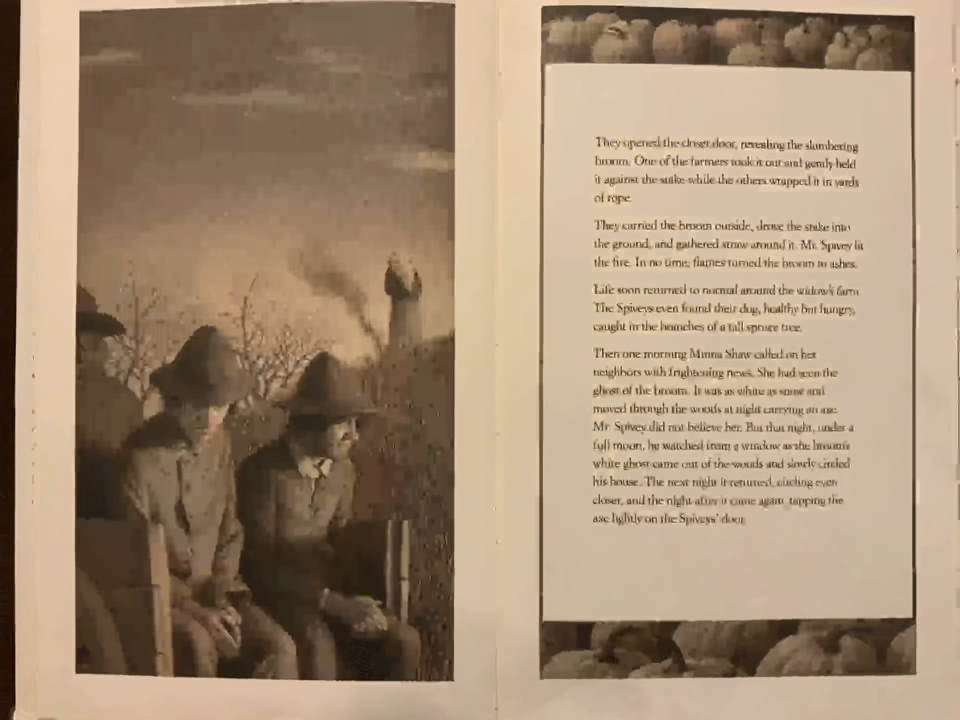 They opened the closet door, revealing the slumbering
broom. One of the farmers took it out and gently held
it against the stake while the others wrapped it in yards
of rope.
They carried the broom outside, drove the stake into
the ground, and gathered straw around it. Mr. Spivey lit
the fire. In no time, flames turned the broom to ashes.
Life soon returned to normal around the widow's farm.
The Spiveys even found their dog, healthy but hungry,
caught in the branches of a tall spruce tree.
Then one morning Minna Shaw called on her
neighbors with frightening news. She had seen the
ghost of the broom. It was as white as snow and
moved through the woods at night carrying an axe.
Mr. Spivey did not believe her. But that night, under a
full moon, he watched from a window as the broom's
white ghost came out of the woods and slowly circled
his house. The next night it returned, circling even
closer, and the night after it came again, tapping the
axe lightly on the Spiveys' door.